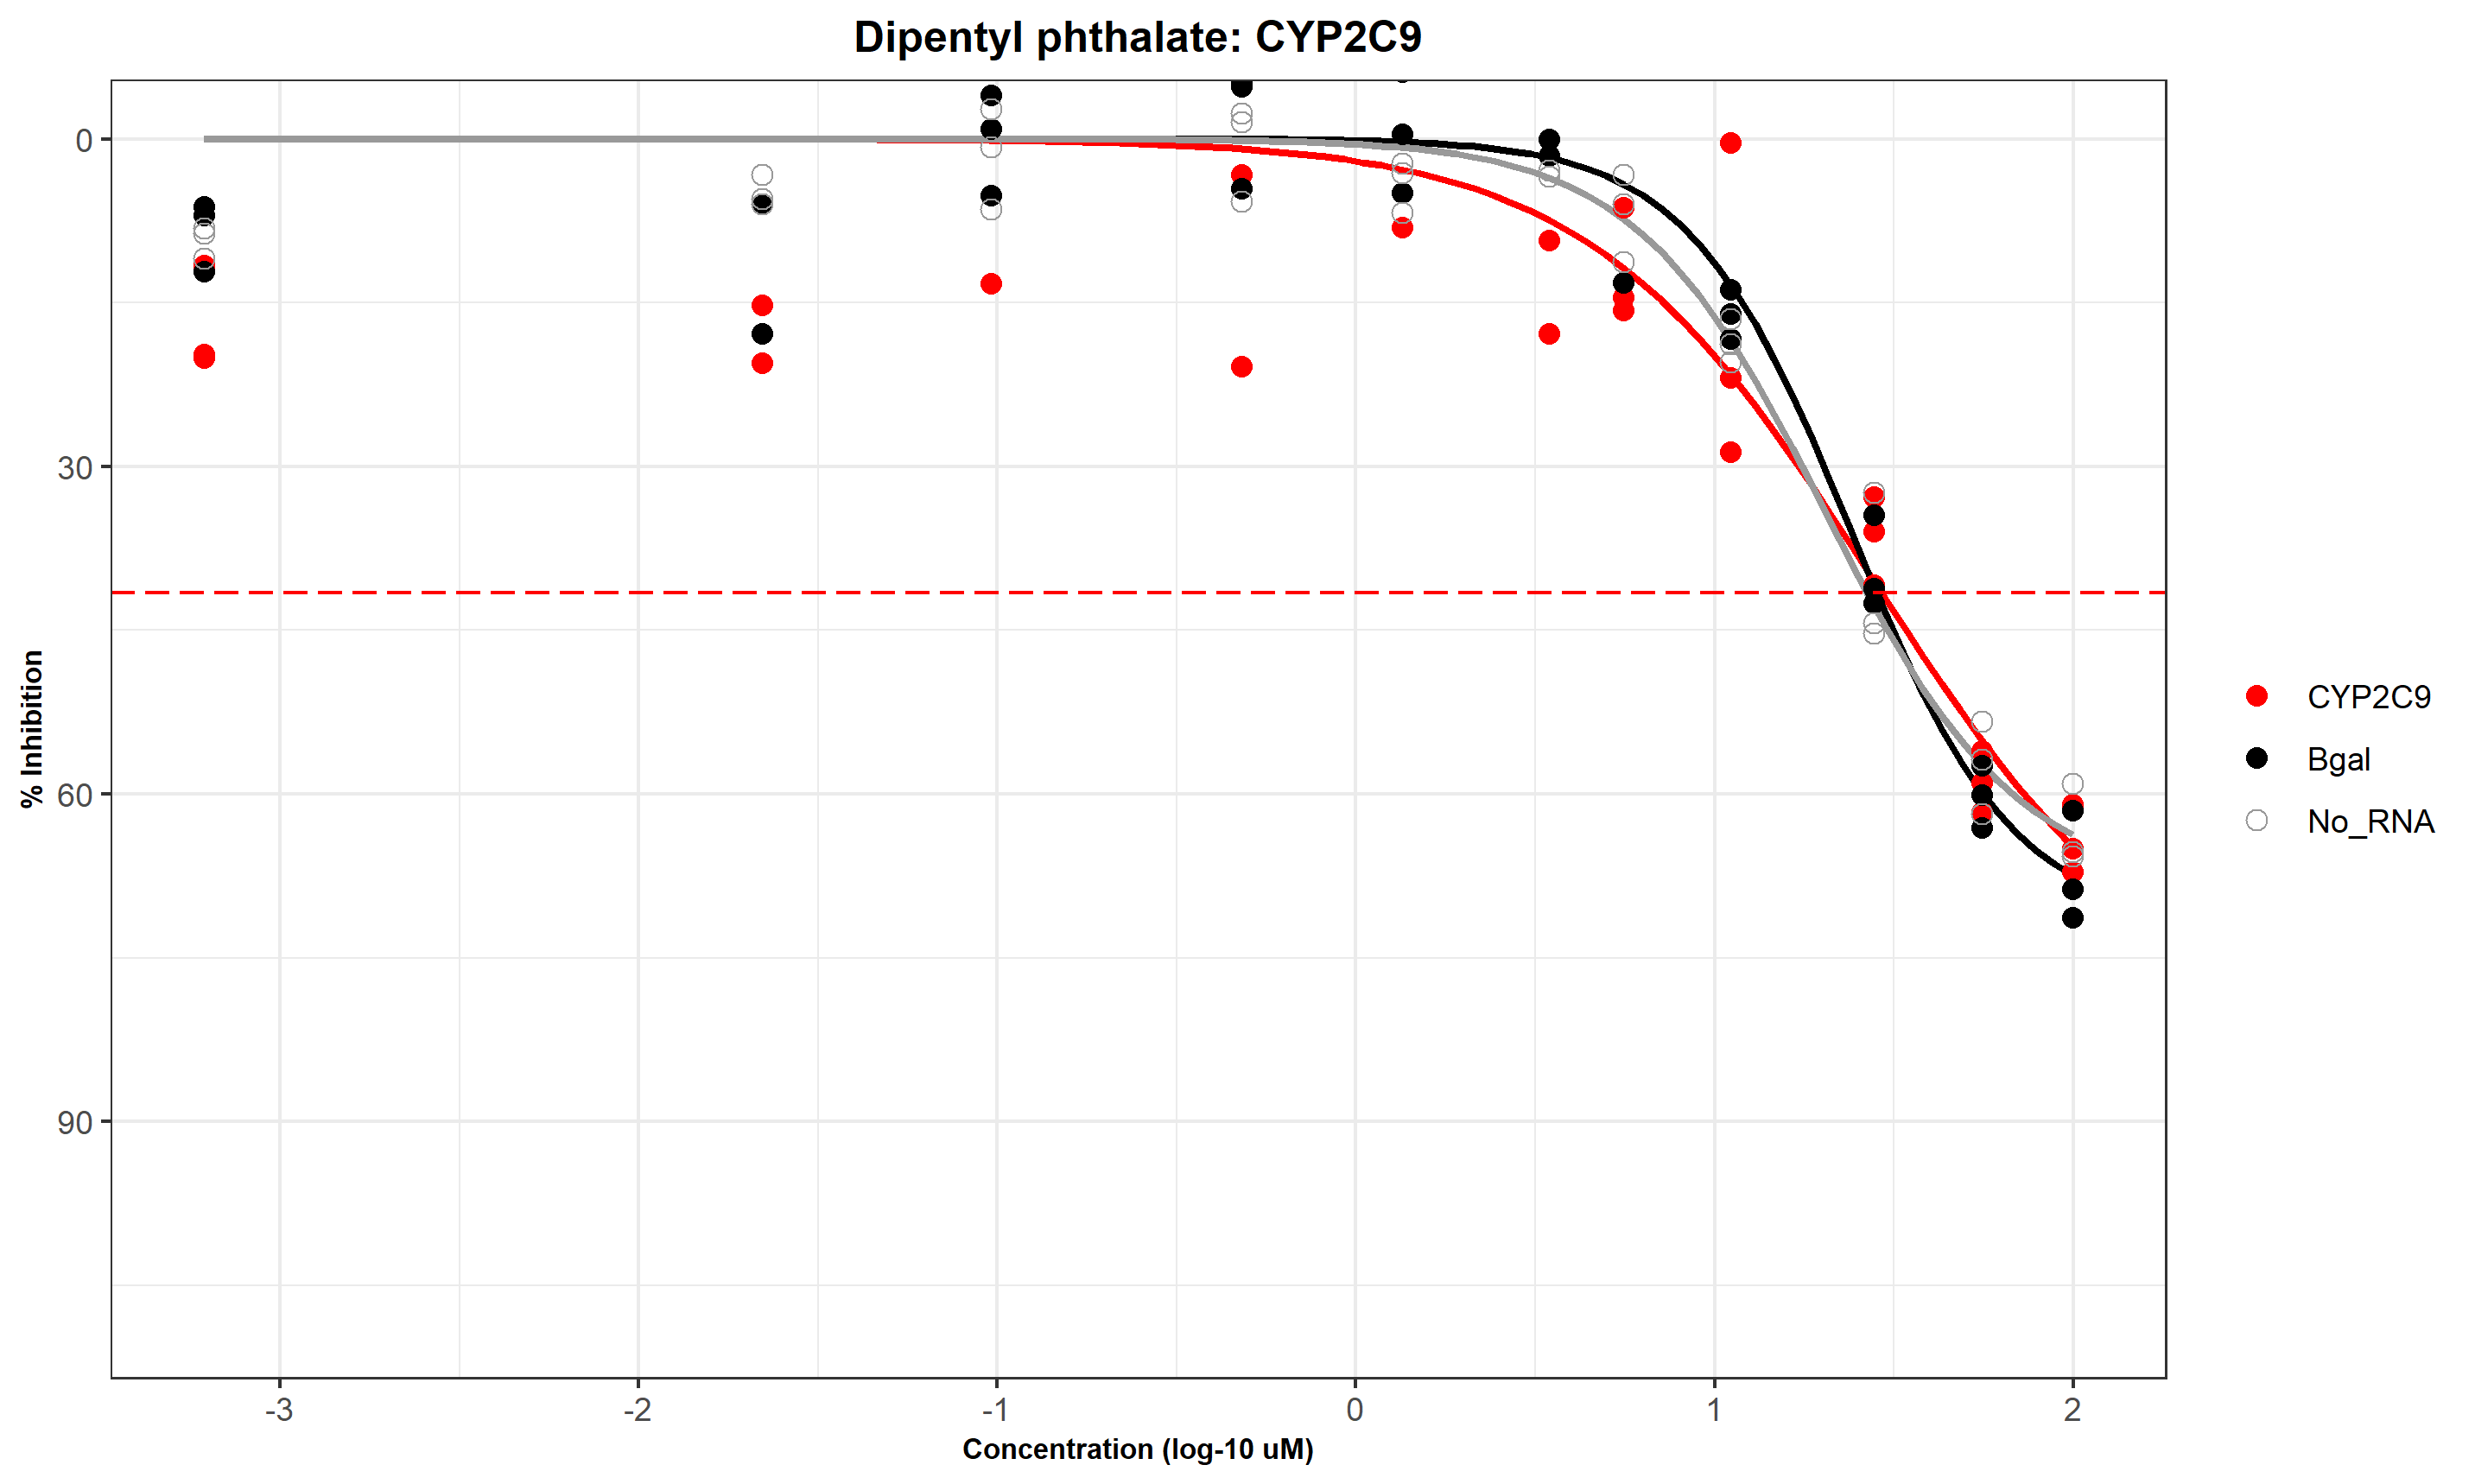 Dipentyl phthalate: CYP2C9
% Inhibition
0
30
60
90
-3
-2
-1
0
1
2
Concentration (log-10 uM)
CYP2C9
Bgal
No_RNA